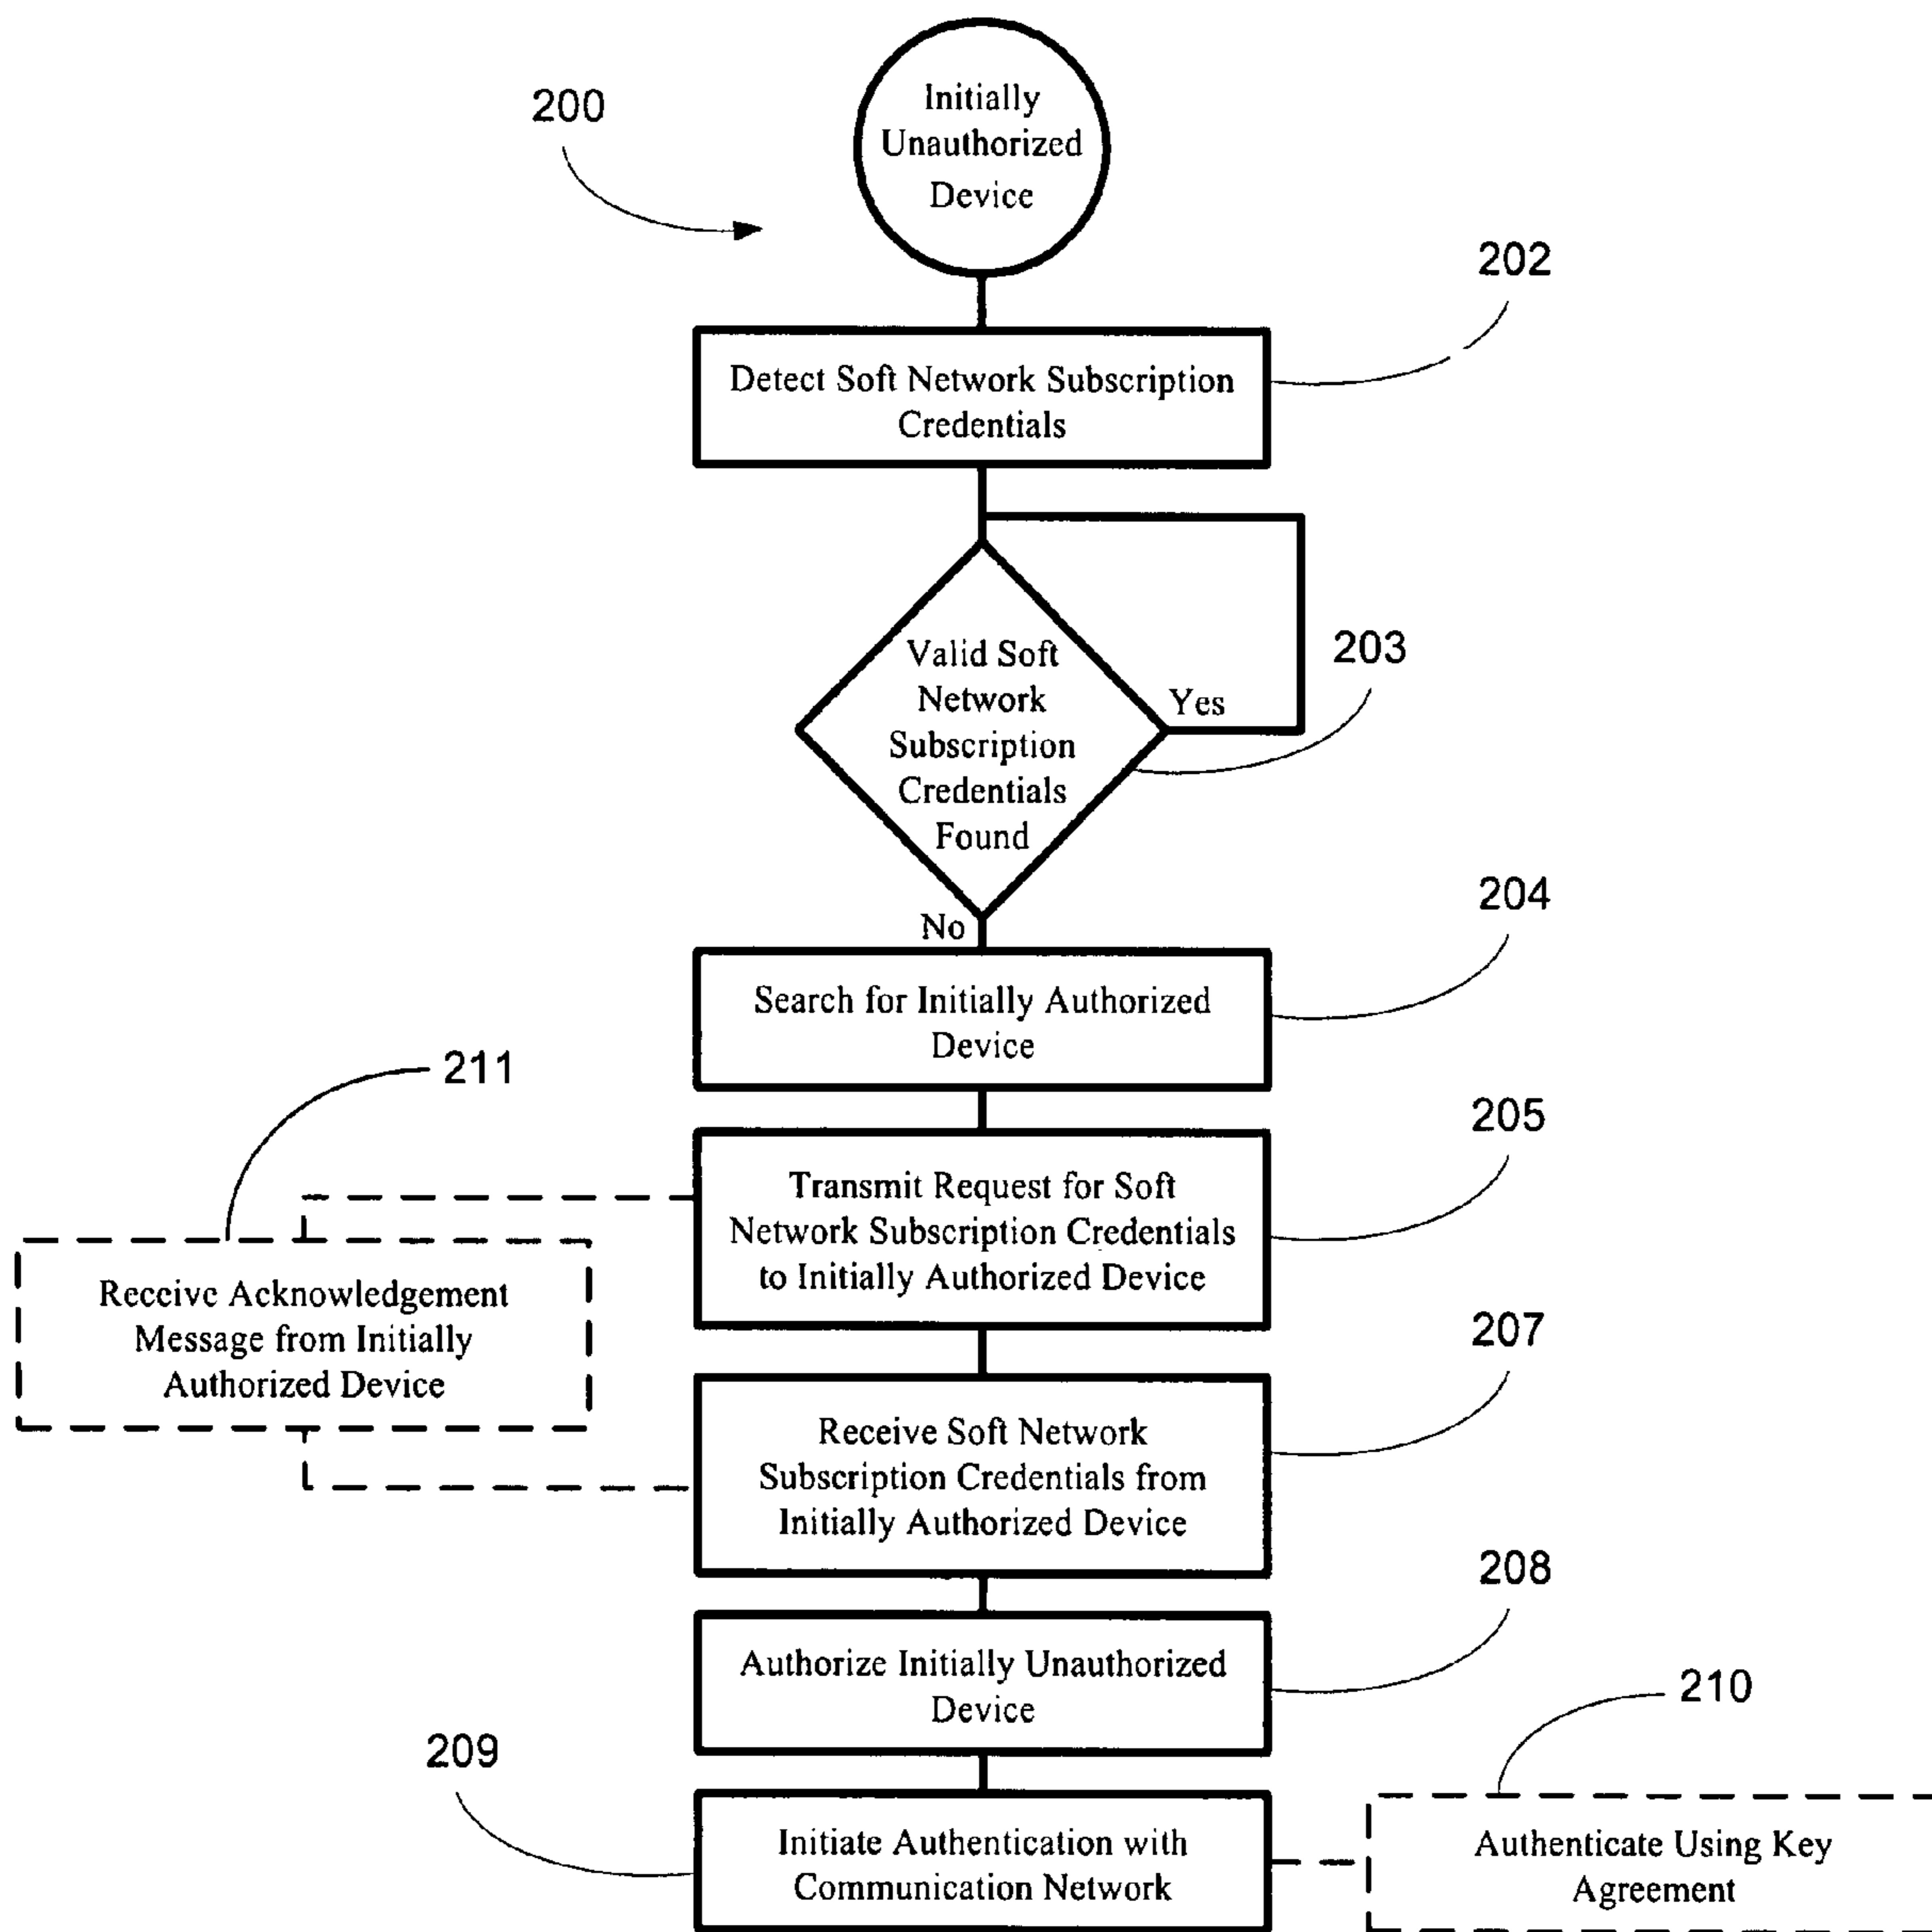 200
Initially
Unauthorized
Device
202
Detect Soft Network Subscription
Credentials
203
Valid Soft
Network
Subscription
Credentials
Found
Yes
No
204
Search for Initially Authorized
Device
211
205
Transmit Request for Soft
Network Subscription Credentials
to Initially Authorized Device
Receive Acknowledgement
Message from Initially
Authorized Device
207
Receive Soft Network
Subscription Credentials from
Initially Authorized Device
208
Authorize Initially Unauthorized
Device
210
209
Initiate Authentication with
Communication Network
Authenticate Using Key
Agreement